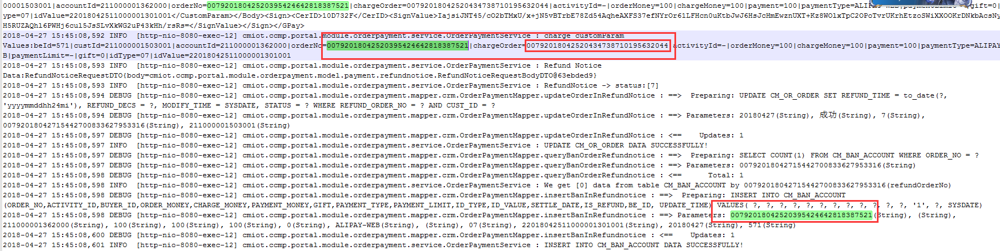 00001503001|accountId=211000001362000|orderNo=00792018042520395424642818387521|chargeOrder=00792018042520434738710195632044|activityId=-|orderMoney=100|chargeMoney=100|payment=100|paymentType=ALIPAY-WEB|paymentLimit=-|gift=0|
ype=07|idValue=22018042511000001301001</CustomParam></Body><Sign><CerID>10D732F</CerID><SignValue>IajsiJNT45/cO2bTMxU/x+jN5vBTrbE78Zd54AqheAXFS37efNYrOr61LFHcn0uKtbJwJ6HsJcHmEwznUXT+Kz8WOlxTpC2OPoTvrUKrhEtzoSWiXXOOKrDNkbAcsNy
H5RUZAQhl6PWHj6cul5JsSLvXkWG2uP43kHh/rsRs=</SignValue></Sign></GPay>
2018-04-27 15:45:08,592 INFO  [http-nio-8080-exec-12] cmiot.ccmp.portal.module.orderpayment.service.OrderPaymentService : charge customParam
Values:beId=571|custId=211000001503001|accountId=211000001362000|orderNo=00792018042520395424642818387521|chargeOrder=00792018042520434738710195632044|activityId=-|orderMoney=100|chargeMoney=100|payment=100|paymentType=ALIPAY
B|paymentLimit=-|gift=0|idType=07|idValue=22018042511000001301001
2018-04-27 15:45:08,593 INFO  [http-nio-8080-exec-12] cmiot.ccmp.portal.module.orderpayment.service.OrderPaymentService : Refund Notice
Data:RefundNoticeRequestDTO{body=cmiot.ccmp.portal.module.orderpayment.model.payment.refundnotice.RefundNoticeRequestBodyDTO@63ebded9}
2018-04-27 15:45:08,593 INFO  [http-nio-8080-exec-12] cmiot.ccmp.portal.module.orderpayment.service.OrderPaymentService : RefundNotice -> status:[7]
2018-04-27 15:45:08,594 DEBUG [http-nio-8080-exec-12] cmiot.ccmp.portal.module.orderpayment.mapper.crm.OrderPaymentMapper.updateOrderInRefundNotice : ==>  Preparing: UPDATE CM_OR_ORDER SET REFUND_TIME = to_date(?,
'yyyymmddhh24mi'), REFUND_DECS = ?, MODIFY_TIME = SYSDATE, STATUS = ? WHERE REFUND_ORDER_NO = ? AND CUST_ID = ?
2018-04-27 15:45:08,594 DEBUG [http-nio-8080-exec-12] cmiot.ccmp.portal.module.orderpayment.mapper.crm.OrderPaymentMapper.updateOrderInRefundNotice : ==> Parameters: 20180427(String), 成功(String), 7(String),
00792018042715442700833627953316(String), 211000001503001(String)
2018-04-27 15:45:08,597 DEBUG [http-nio-8080-exec-12] cmiot.ccmp.portal.module.orderpayment.mapper.crm.OrderPaymentMapper.updateOrderInRefundNotice : <==    Updates: 1
2018-04-27 15:45:08,597 INFO  [http-nio-8080-exec-12] cmiot.ccmp.portal.module.orderpayment.service.OrderPaymentService : UPDATE CM_OR_ORDER DATA SUCCESSFULLY!
2018-04-27 15:45:08,597 DEBUG [http-nio-8080-exec-12] cmiot.ccmp.portal.module.orderpayment.mapper.crm.OrderPaymentMapper.queryBanOrderRefundnotice : ==>  Preparing: SELECT COUNT(1) FROM CM_BAN_ACCOUNT WHERE ORDER_NO = ?
2018-04-27 15:45:08,597 DEBUG [http-nio-8080-exec-12] cmiot.ccmp.portal.module.orderpayment.mapper.crm.OrderPaymentMapper.queryBanOrderRefundnotice : ==> Parameters: 00792018042715442700833627953316(String)
2018-04-27 15:45:08,598 DEBUG [http-nio-8080-exec-12] cmiot.ccmp.portal.module.orderpayment.mapper.crm.OrderPaymentMapper.queryBanOrderRefundnotice : <==      Total: 1
2018-04-27 15:45:08,598 INFO  [http-nio-8080-exec-12] cmiot.ccmp.portal.module.orderpayment.service.OrderPaymentService : We get [0] data from table CM_BAN_ACCOUNT by 00792018042715442700833627953316(refundOrderNo)
2018-04-27 15:45:08,598 DEBUG [http-nio-8080-exec-12] cmiot.ccmp.portal.module.orderpayment.mapper.crm.OrderPaymentMapper.insertBanInRefundnotice : ==>  Preparing: INSERT INTO CM_BAN_ACCOUNT
(ORDER_NO,ACTIVITY_ID,BUYER_ID,ORDER_MONEY,CHARGE_MONEY,PAYMENT_MONEY,GIFT,PAYMENT_TYPE,PAYMENT_LIMIT,ID_TYPE,ID_VALUE,SETTLE_DATE,IS_REFUND,BE_ID, UPDATE_TIME) VALUES( ?, ?, ?, ?, ?, ?, ?, ?, ?, ?, ?, ?, '1', ?, SYSDATE)
2018-04-27 15:45:08,598 DEBUG [http-nio-8080-exec-12] cmiot.ccmp.portal.module.orderpayment.mapper.crm.OrderPaymentMapper.insertBanInRefundnotice : ==> Parameters: 00792018042520395424642818387521(String), (String),
211000001362000(String), 100(String), 100(String), 100(String), 0(String), ALIPAY-WEB(String), (String), 07(String), 22018042511000001301001(String), 20180427(String), 571(String)
2018-04-27 15:45:08,600 DEBUG [http-nio-8080-exec-12] cmiot.ccmp.portal.module.orderpayment.mapper.crm.OrderPaymentMapper.insertBanInRefundnotice : <==    Updates: 1
2018-04-27 15:45:08,601 INFO  [http-nio-8080-exec-12] cmiot.ccmp.portal.module.orderpayment.service.OrderPaymentService : INSERT INTO CM_BAN_ACCOUNT DATA SUCCESSFULLY!